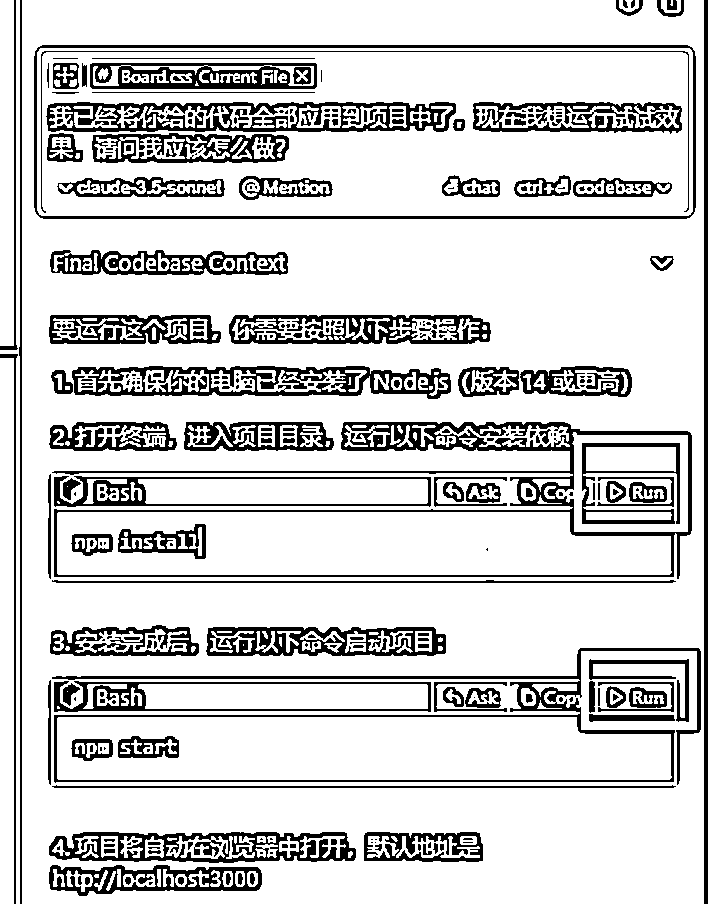 Board.css Current File
我已经将你给的代码全部应用到项目中了，现在我想运行试试效
果，请问我应该怎么做？
claude-3.5-sonnet @Mention chat ctrl+⏎ codebase
Final Codebase Context
要运行这个项目，你需要按照以下步骤操作：
1. 首先确保你的电脑已经安装了 Node.js（版本 14 或更高）
2. 打开终端，进入项目目录，运行以下命令安装依赖：
Bash Ask Copy Run
npm install
3. 安装完成后，运行以下命令启动项目：
Bash Ask Copy Run
npm start
4. 项目将自动在浏览器中打开，默认地址是
http://localhost:3000